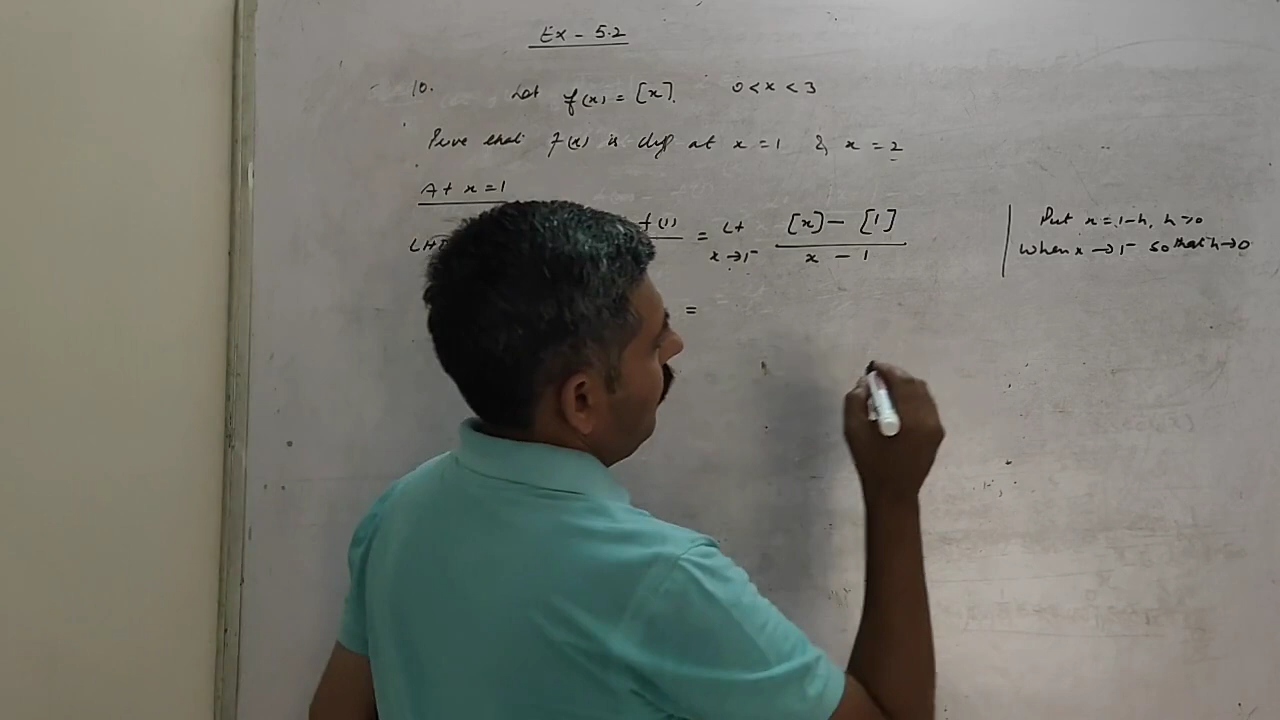 Ex - 5.2
10. Let f(x) = [x]. 0 < x < 3
Prove that f(x) is diff at x = 1 & x = 2
At x = 1
f(1) = Lt x→1⁻ [x] - [1] / x - 1
=
Put x = 1-h, h>0
when x → 1⁻ so that h→0